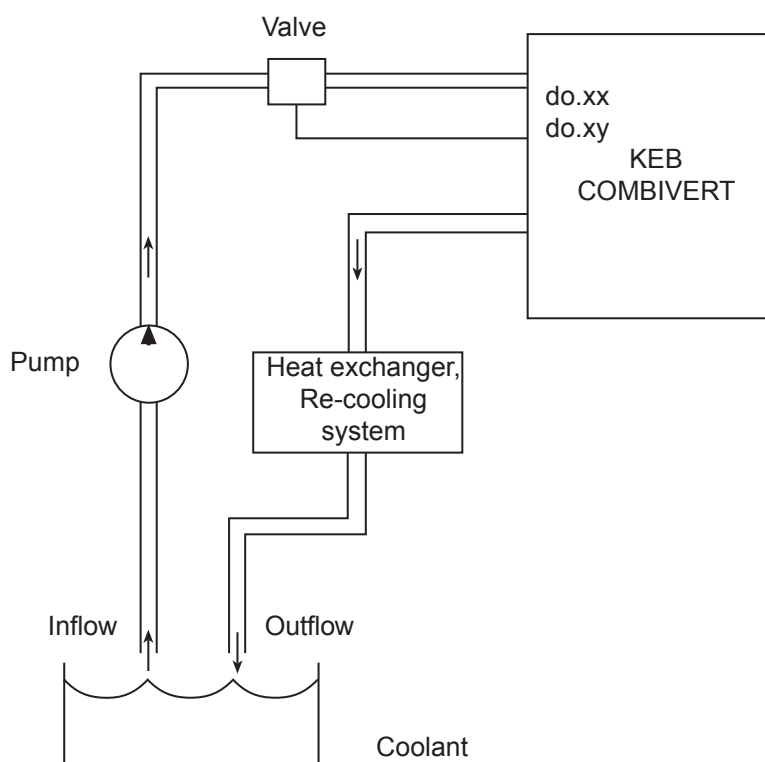 Valve
do.xx
do.xy
KEB
COMBIVERT
Pump
Heat exchanger,
Re-cooling
system
Inflow
Outflow
Coolant